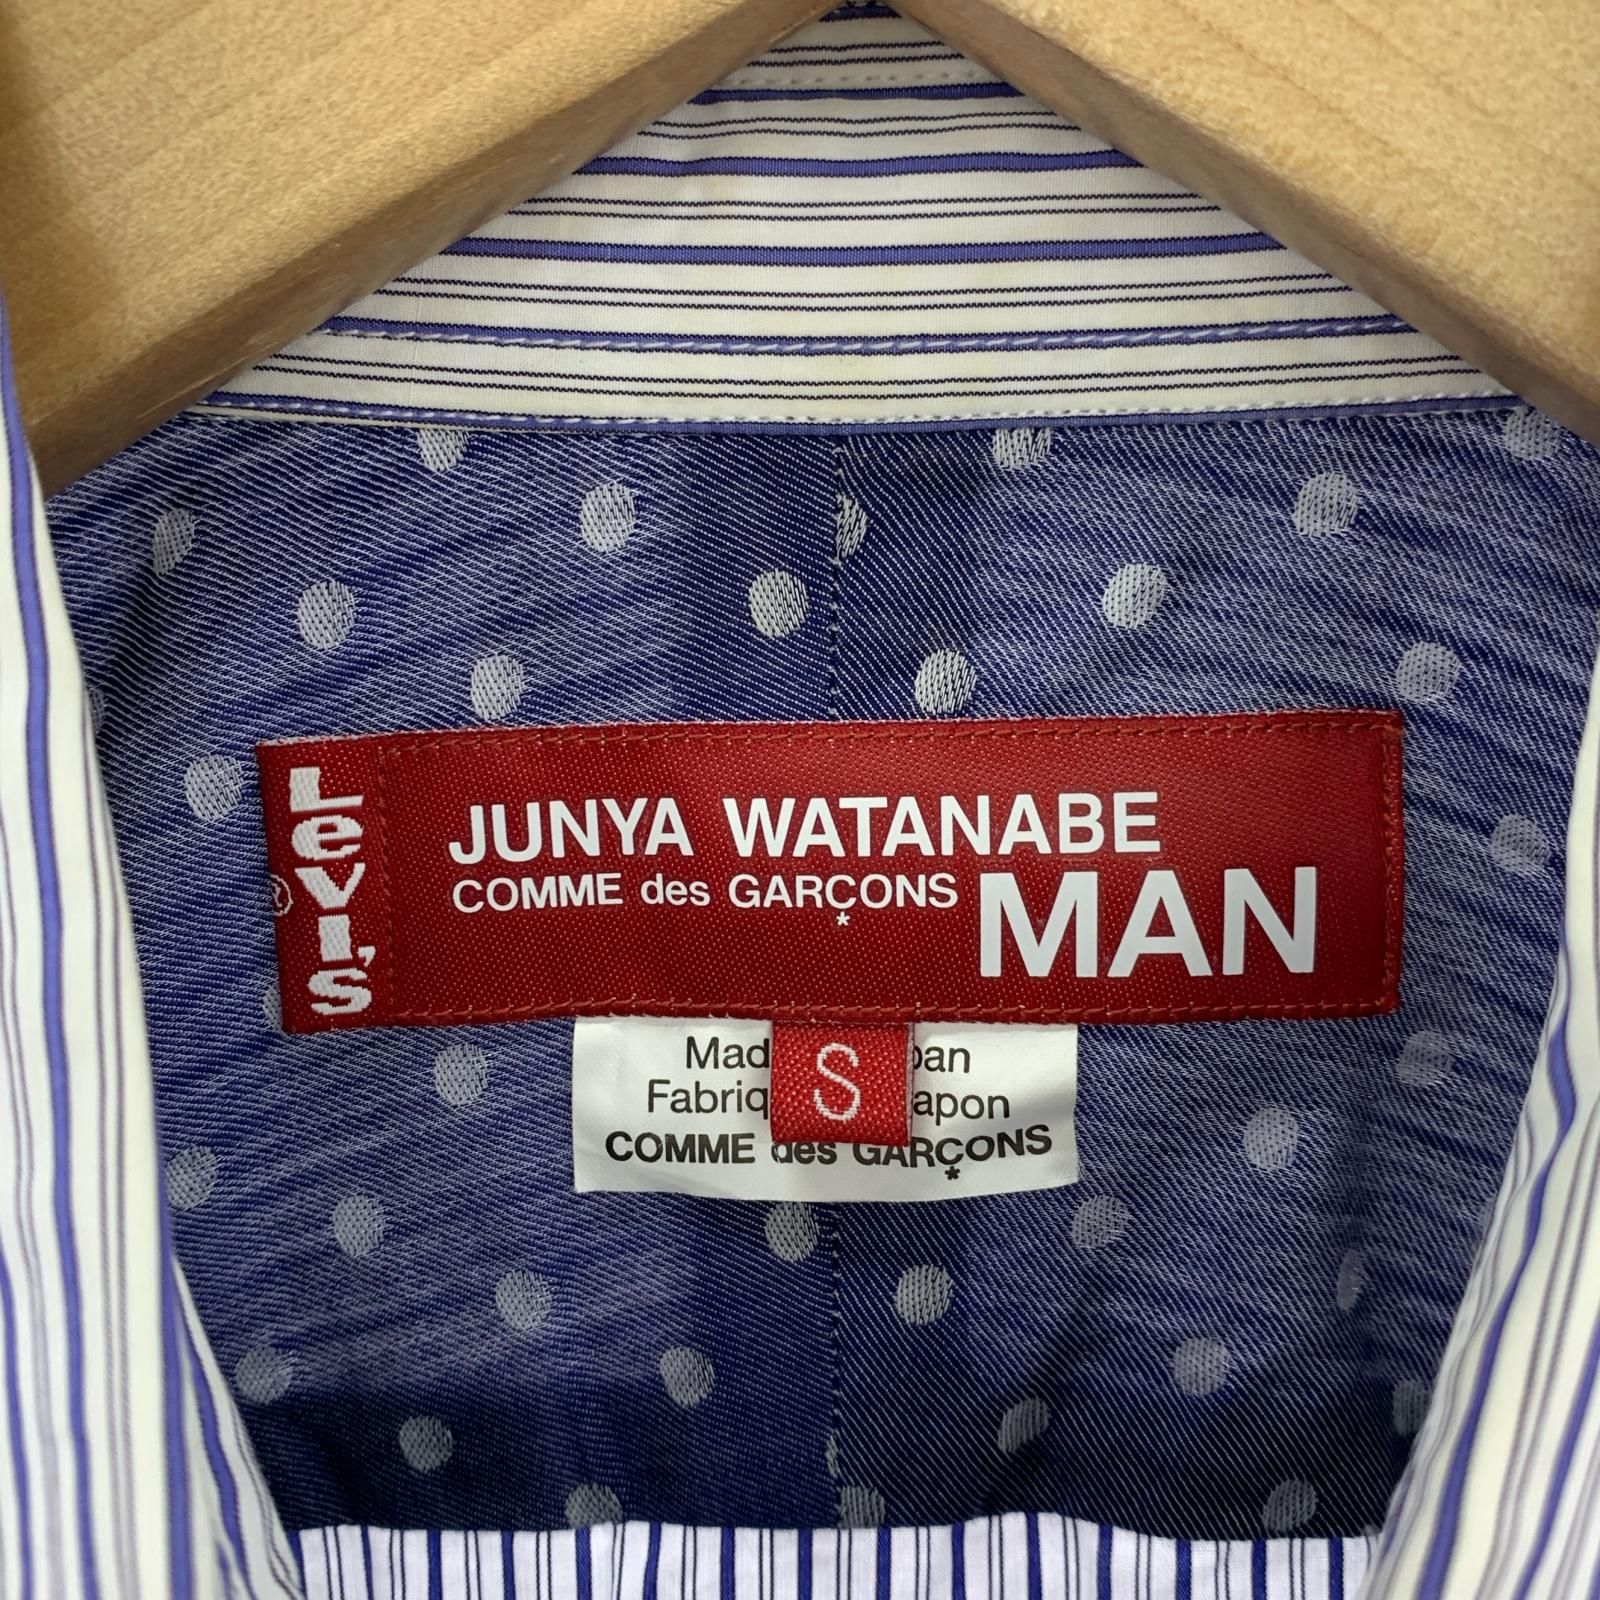 Levi's
®
JUNYA WATANABE
COMME des GARÇONS
*
MAN
S
COMME des GARÇONS
*